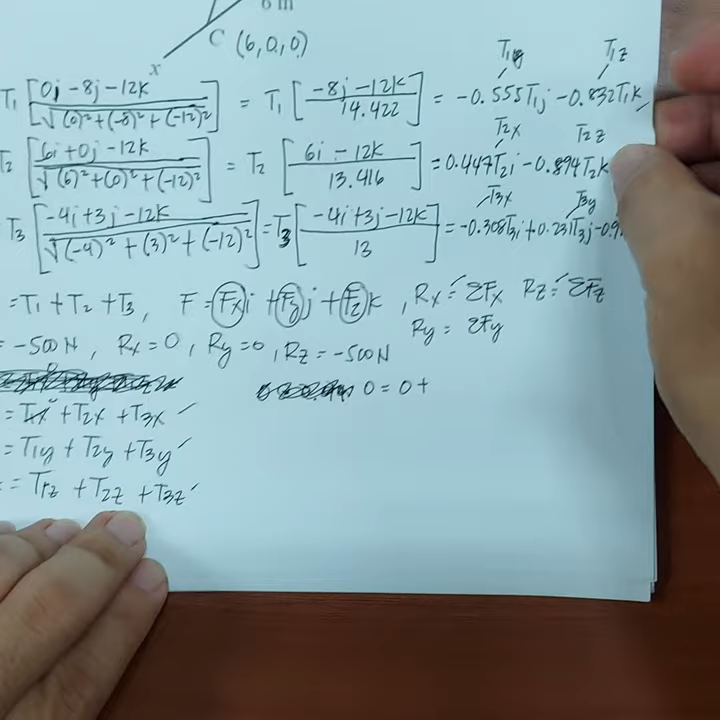 6 m
C (6,0,0)
x
T1y T1z
T1 [0i - 8j - 12k / √(0)² + (-8)² + (-12)²] = T1 [-8j - 12k / 14.422] = -0.555T1j - 0.832T1k
T2x T2z
T2 [6i + 0j - 12k / √(6)² + (0)² + (-12)²] = T2 [6i - 12k / 13.416] = 0.447T2i - 0.894T2k
T3x T3y
T3 [-4i + 3j - 12k / √(-4)² + (3)² + (-12)²] = T3 [-4i + 3j - 12k / 13] = -0.308T3i + 0.231T3j - 0.9
= T1 + T2 + T3, F = Fxi + Fyj + Fzk, Rx = ΣFx Rz = ΣFz
Ry = ΣFy
= -500N, Rx = 0, Ry = 0, Rz = -500N
0 = 0 +
= T1x + T2x + T3x
= T1y + T2y + T3y
= T1z + T2z + T3z